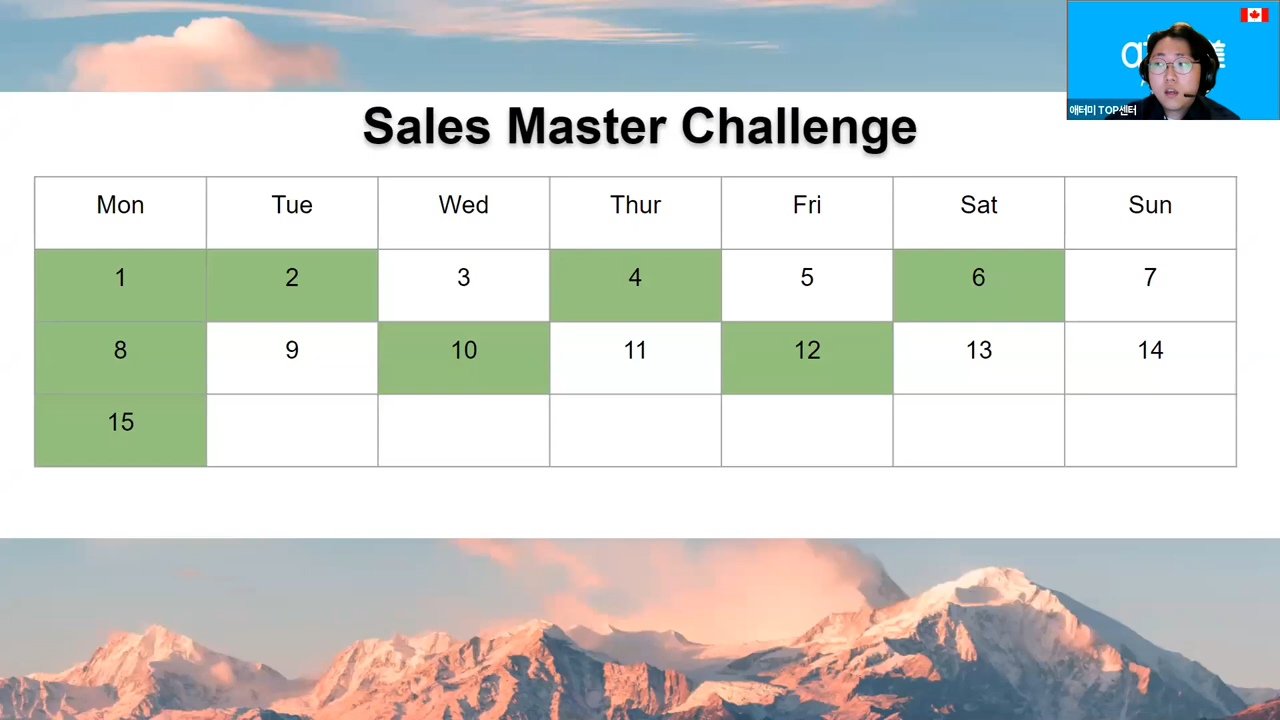 Sales Master Challenge
애터미 TOP센터
Mon Tue Wed Thur Fri Sat Sun
1 2 3 4 5 6 7
8 9 10 11 12 13 14
15